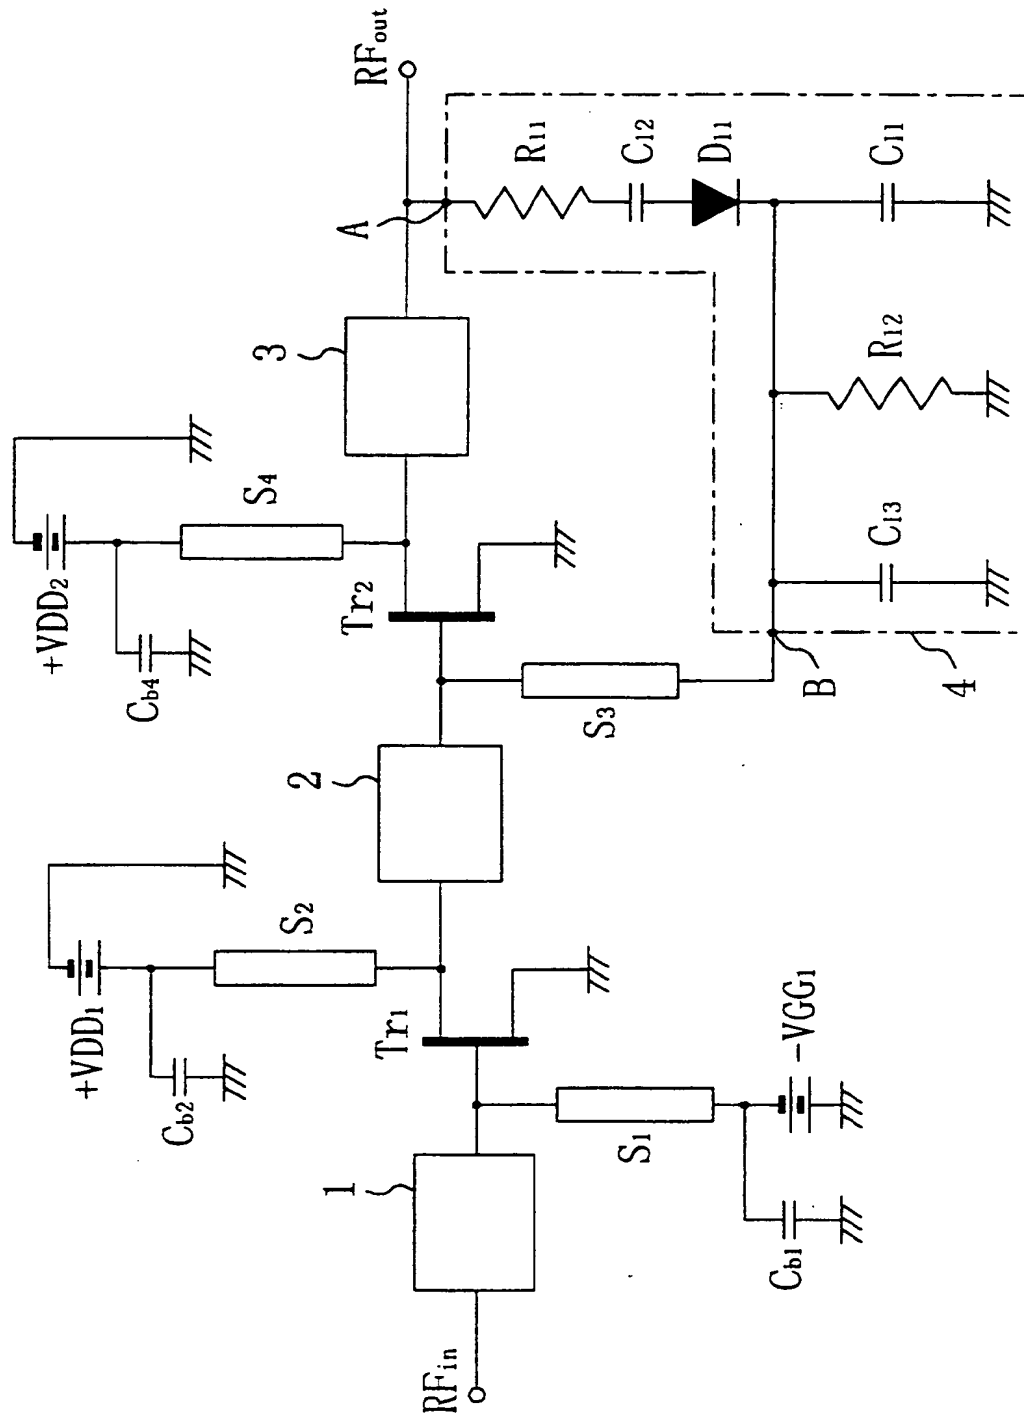 RFout
A
R11
C12
D11
C11
3
R12
S4
+VDD2
Tr2
Cb4
C13
B
4
S3
2
S2
+VDD1
Tr1
Cb2
-VGG1
S1
1
Cb1
RFin